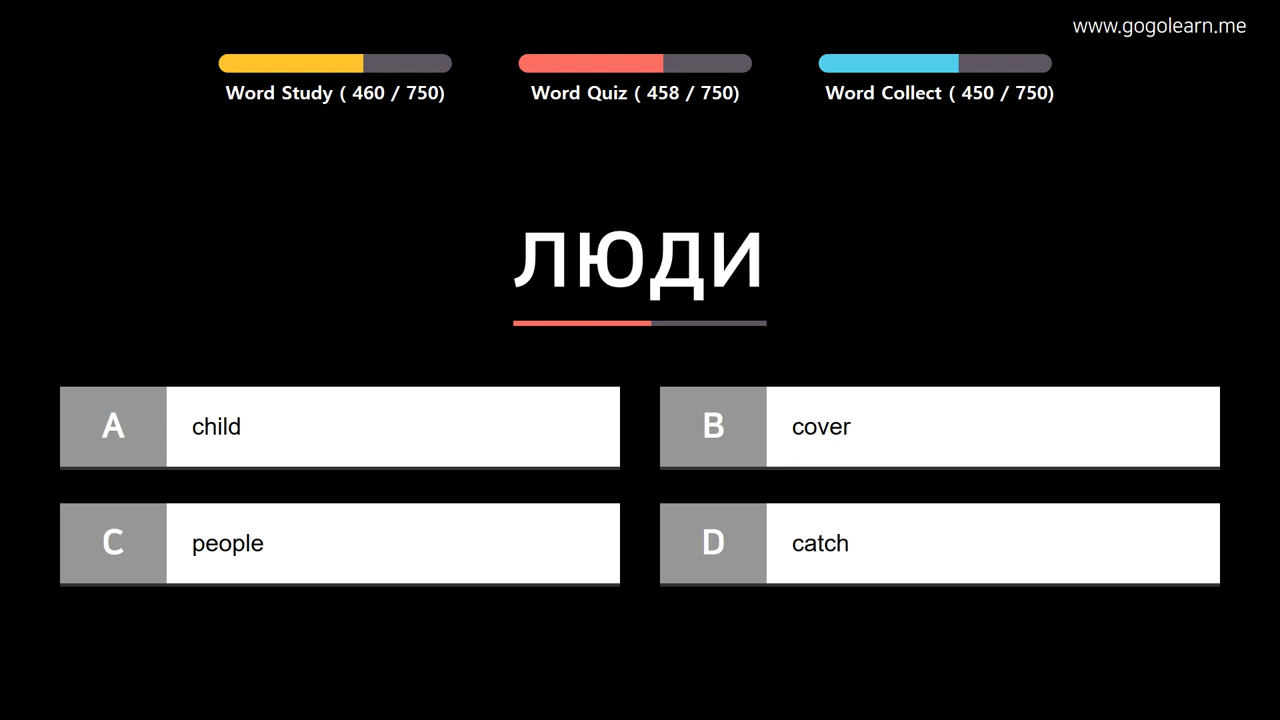 www.gogolearn.me
Word Study ( 460 / 750)
Word Quiz ( 458 / 750)
Word Collect ( 450 / 750)
люди
A child
B cover
C people
D catch